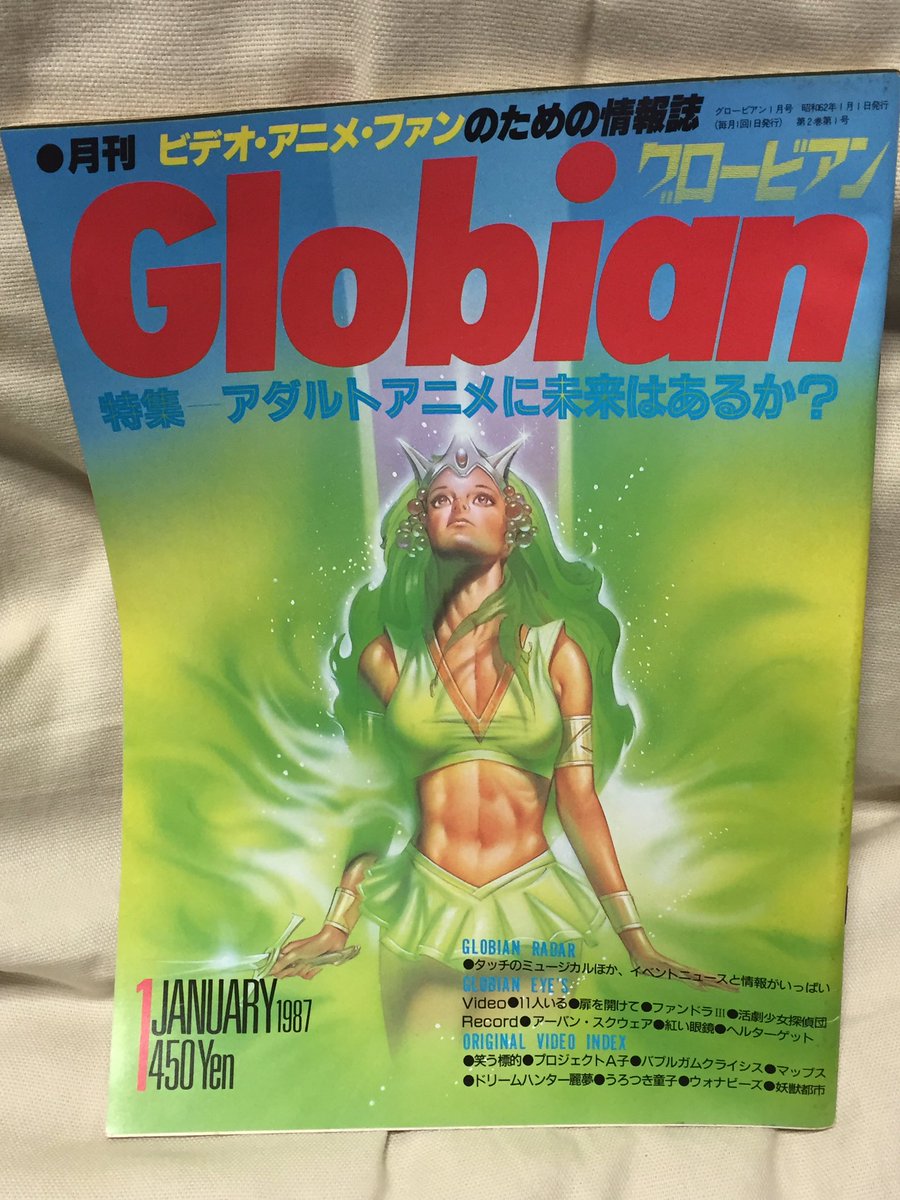 ●月刊 ビデオ・アニメ・ファンのための情報誌
グロービアン1月号 昭和62年1月1日発行
(毎月1回1日発行) 第2巻第1号
グロービアン
Globian
特集—アダルトアニメに未来はあるか?
GLOBIAN RADAR
●タッチのミュージカルほか、イベントニュースと情報がいっぱい
GLOBIAN EYE'S
Video●11人いる●扉を開けて●ファンドラIII●活劇少女探偵団
Record●アーバン・スクウェア●紅い眼鏡●ヘルターゲット
ORIGINAL VIDEO INDEX
●笑う標的●プロジェクトA子●バブルガムクライシス●マップス
●ドリームハンター麗夢●うろつき童子●ウォナビーズ●妖獣都市
1 JANUARY 1987
450Yen